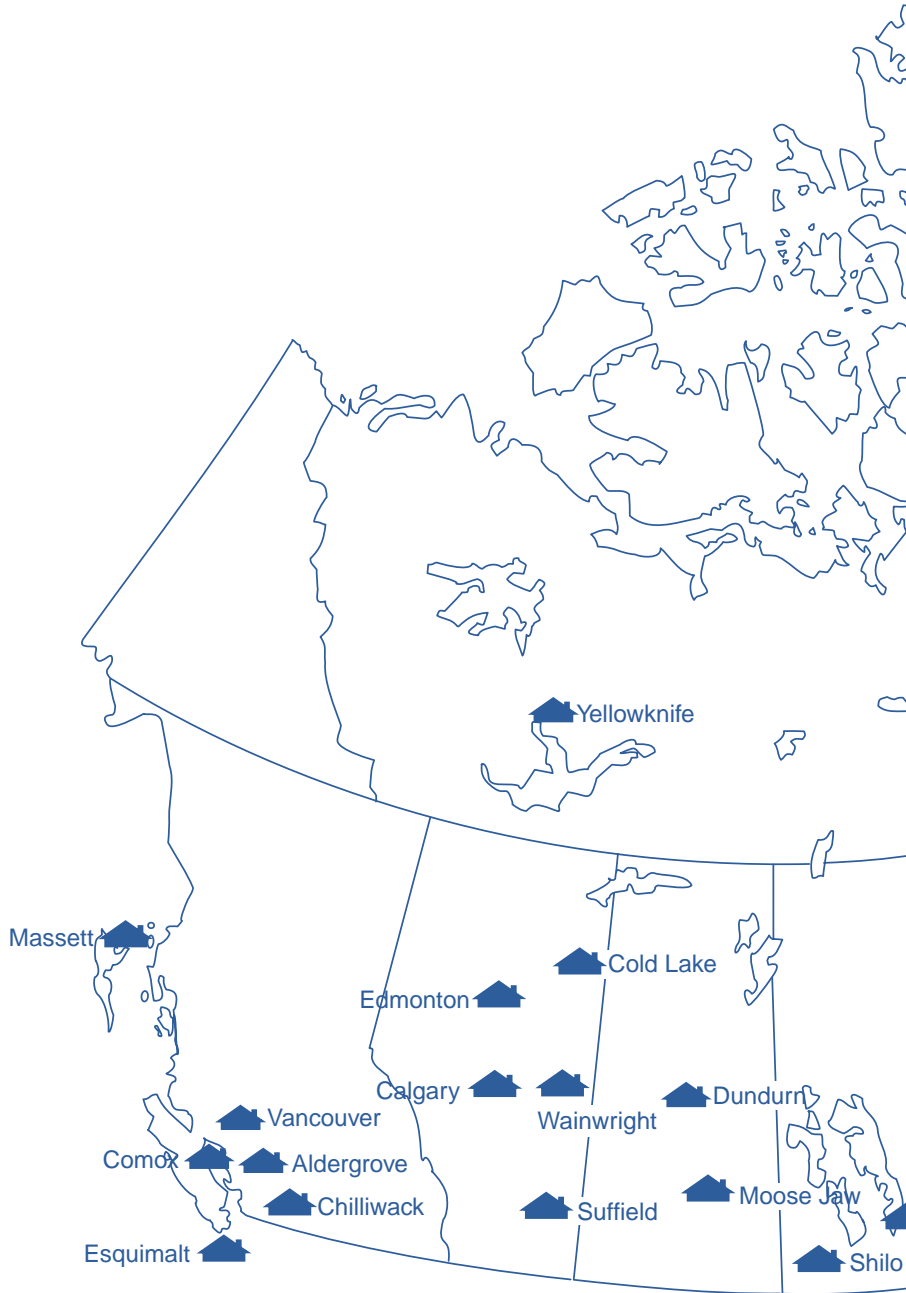 Yellowknife
Massett
Cold Lake
Edmonton
Calgary
Wainwright
Dundurn
Vancouver
Comox
Aldergrove
Chilliwack
Suffield
Moose Jaw
Esquimalt
Shilo